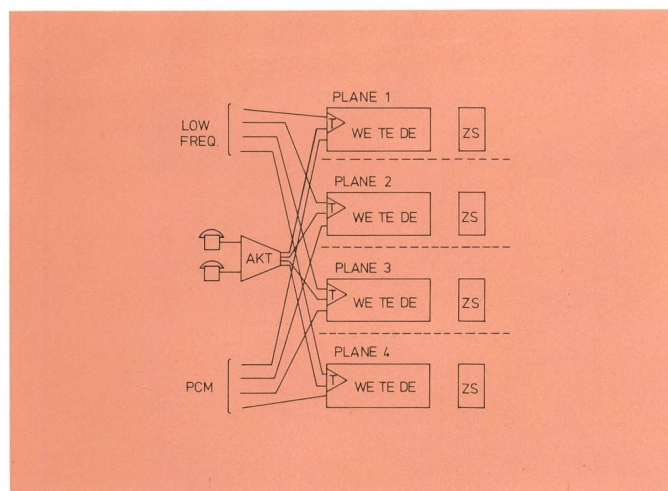 PLANE 1
LOW
FREQ.
T
WE TE DE
ZS
PLANE 2
T
WE TE DE
ZS
AKT
PLANE 3
T
WE TE DE
ZS
PLANE 4
PCM
T
WE TE DE
ZS